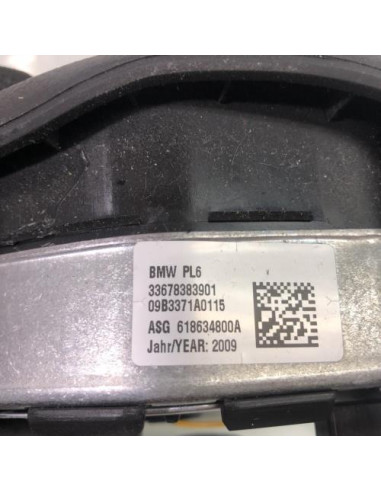 BMW PL6
33678383901
09B3371A0115
ASG 618634800A
Jahr/YEAR: 2009